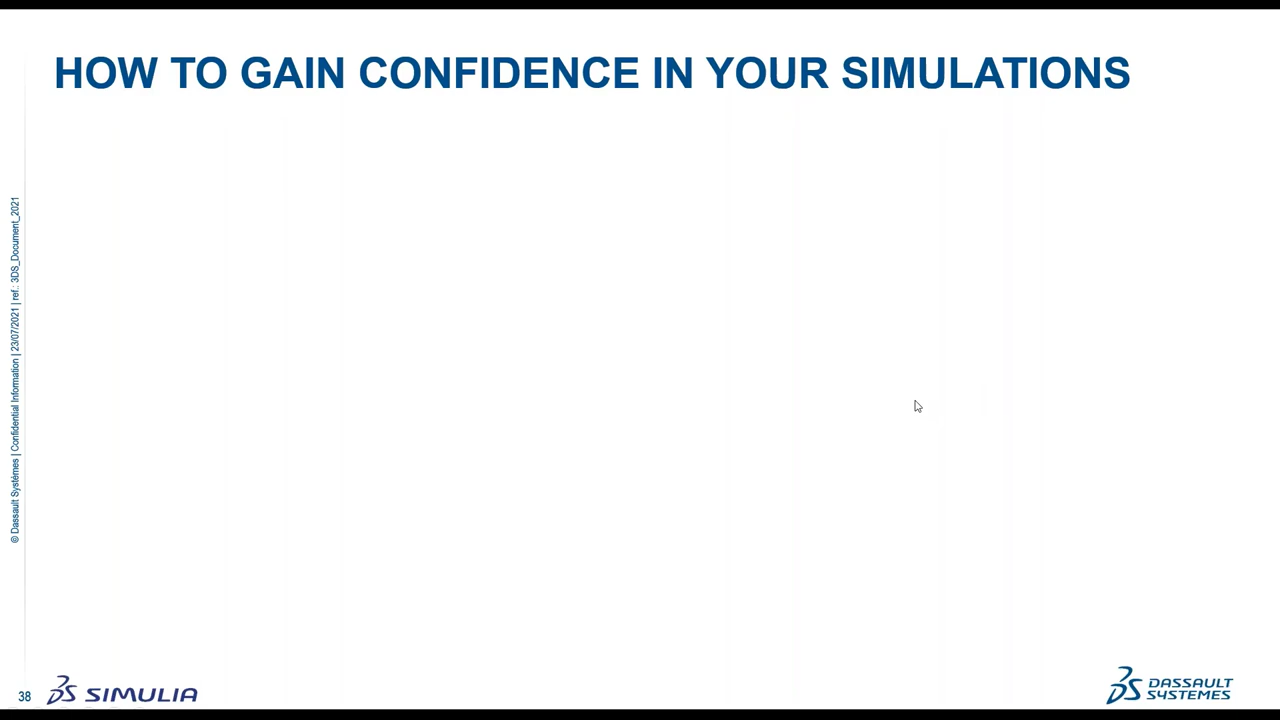 HOW TO GAIN CONFIDENCE IN YOUR SIMULATIONS
© Dassault Systèmes | Confidential Information | 23/07/2021 | ref.: 3DS_Document_2021
38
SIMULIA
DASSAULT
SYSTEMES